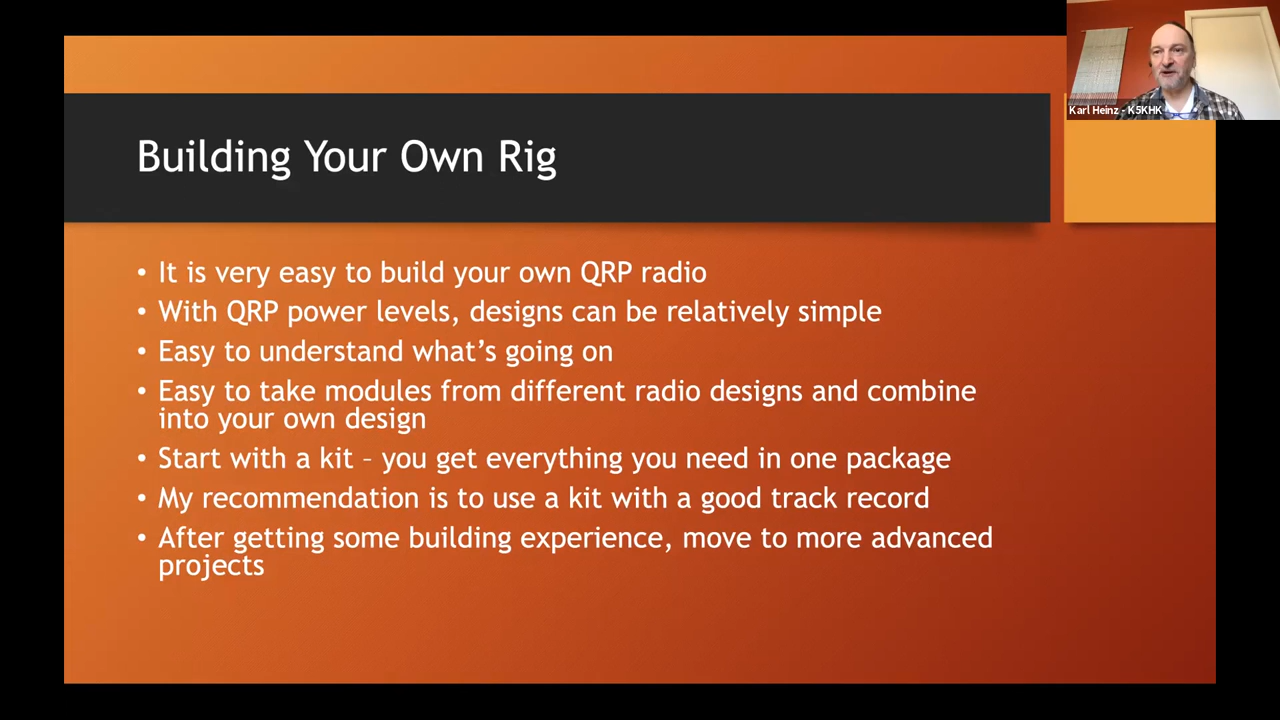 Karl Heinz - K5KHK
Building Your Own Rig
• It is very easy to build your own QRP radio
• With QRP power levels, designs can be relatively simple
• Easy to understand what’s going on
• Easy to take modules from different radio designs and combine
into your own design
• Start with a kit – you get everything you need in one package
• My recommendation is to use a kit with a good track record
• After getting some building experience, move to more advanced
projects